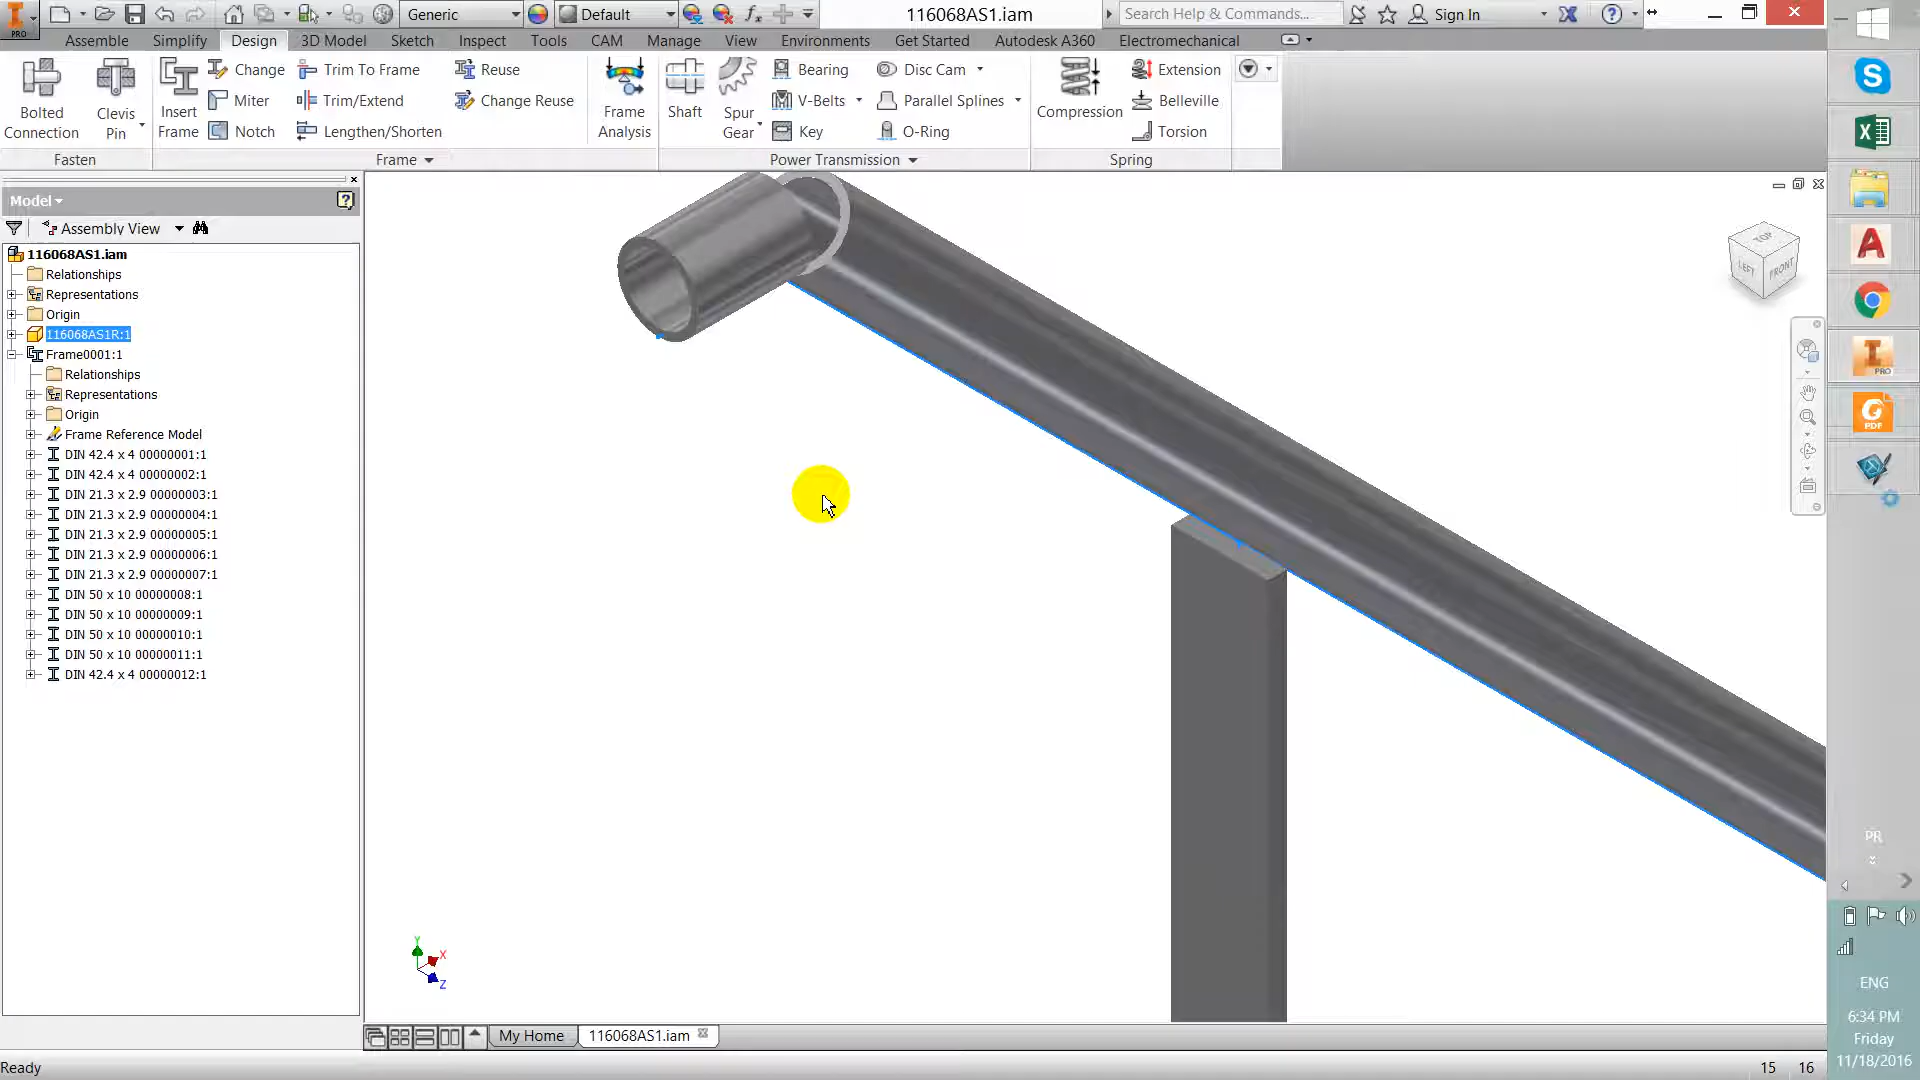 PRO
Generic
Default
116068AS1.iam
Search Help & Commands...
Sign In
Assemble Simplify Design 3D Model Sketch Inspect Tools CAM Manage View Environments Get Started Autodesk A360 Electromechanical
Bolted Connection
Clevis Pin
Fasten
Insert Frame
Change
Miter
Notch
Trim To Frame
Trim/Extend
Lengthen/Shorten
Reuse
Change Reuse
Frame Analysis
Frame
Shaft
Spur Gear
Bearing
V-Belts
Key
Disc Cam
Parallel Splines
O-Ring
Power Transmission
Compression
Extension
Belleville
Torsion
Spring
Model
Assembly View
116068AS1.iam
Relationships
Representations
Origin
116068AS1R:1
Frame0001:1
Relationships
Representations
Origin
Frame Reference Model
DIN 42.4 x 4 00000001:1
DIN 42.4 x 4 00000002:1
DIN 21.3 x 2.9 00000003:1
DIN 21.3 x 2.9 00000004:1
DIN 21.3 x 2.9 00000005:1
DIN 21.3 x 2.9 00000006:1
DIN 21.3 x 2.9 00000007:1
DIN 50 x 10 00000008:1
DIN 50 x 10 00000009:1
DIN 50 x 10 00000010:1
DIN 50 x 10 00000011:1
DIN 42.4 x 4 00000012:1
TOP
LEFT
FRONT
Y
X
Z
My Home
116068AS1.iam
Ready
15 16
PRO
PDF
PR
ENG
6:34 PM
Friday
11/18/2016